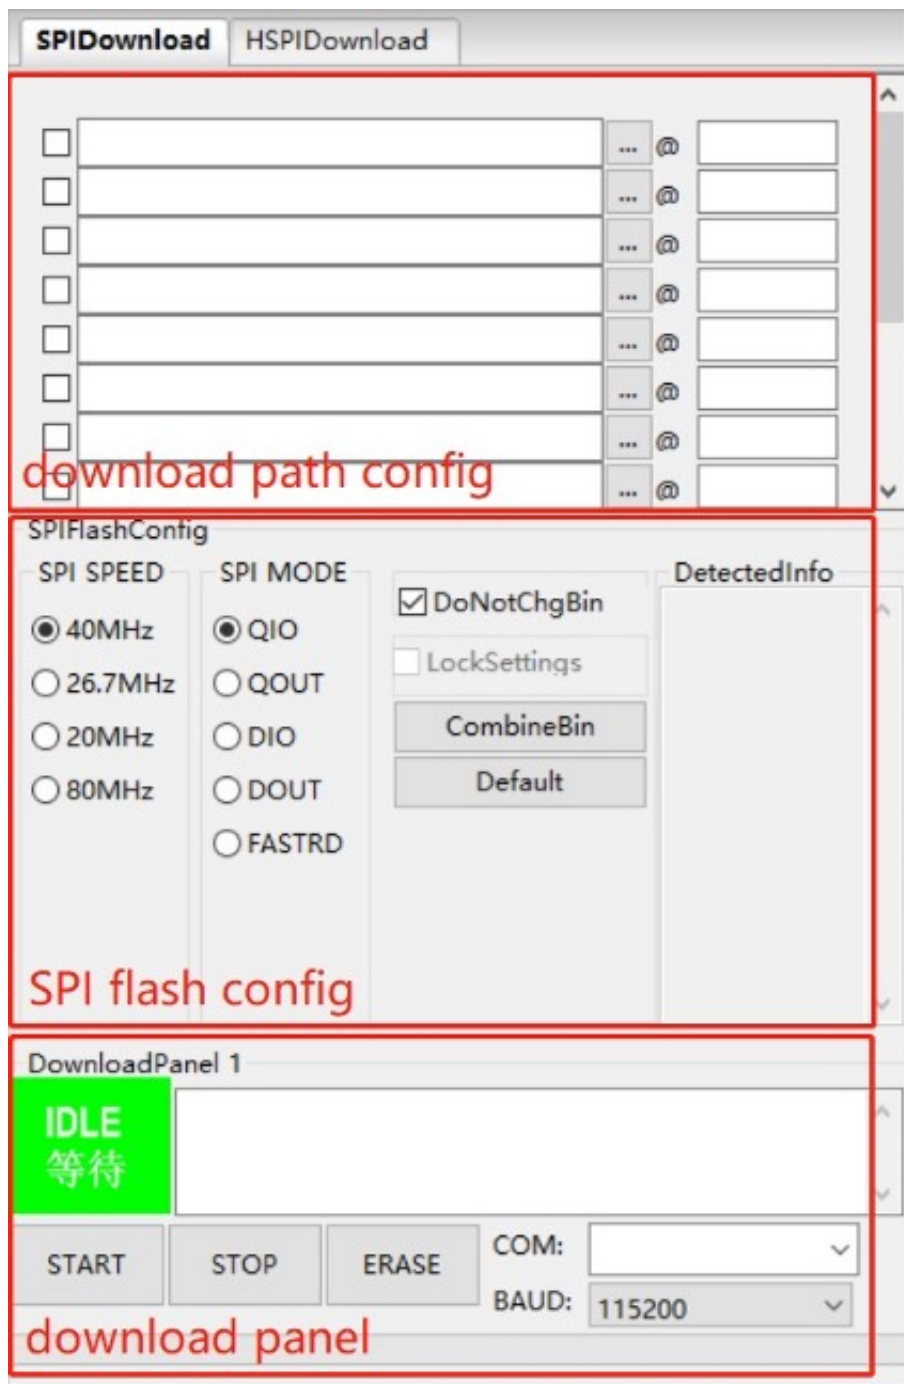 SPIDownload HSPIDownload
... @
... @
... @
... @
... @
... @
... @
... @
download path config
SPIFlashConfig
SPI SPEED SPI MODE DetectedInfo
DoNotChgBin
40MHz QIO
LockSettings
26.7MHz QOUT
CombineBin
20MHz DIO
Default
80MHz DOUT
FASTRD
SPI flash config
DownloadPanel 1
IDLE
等待
START STOP ERASE COM:
BAUD: 115200
download panel